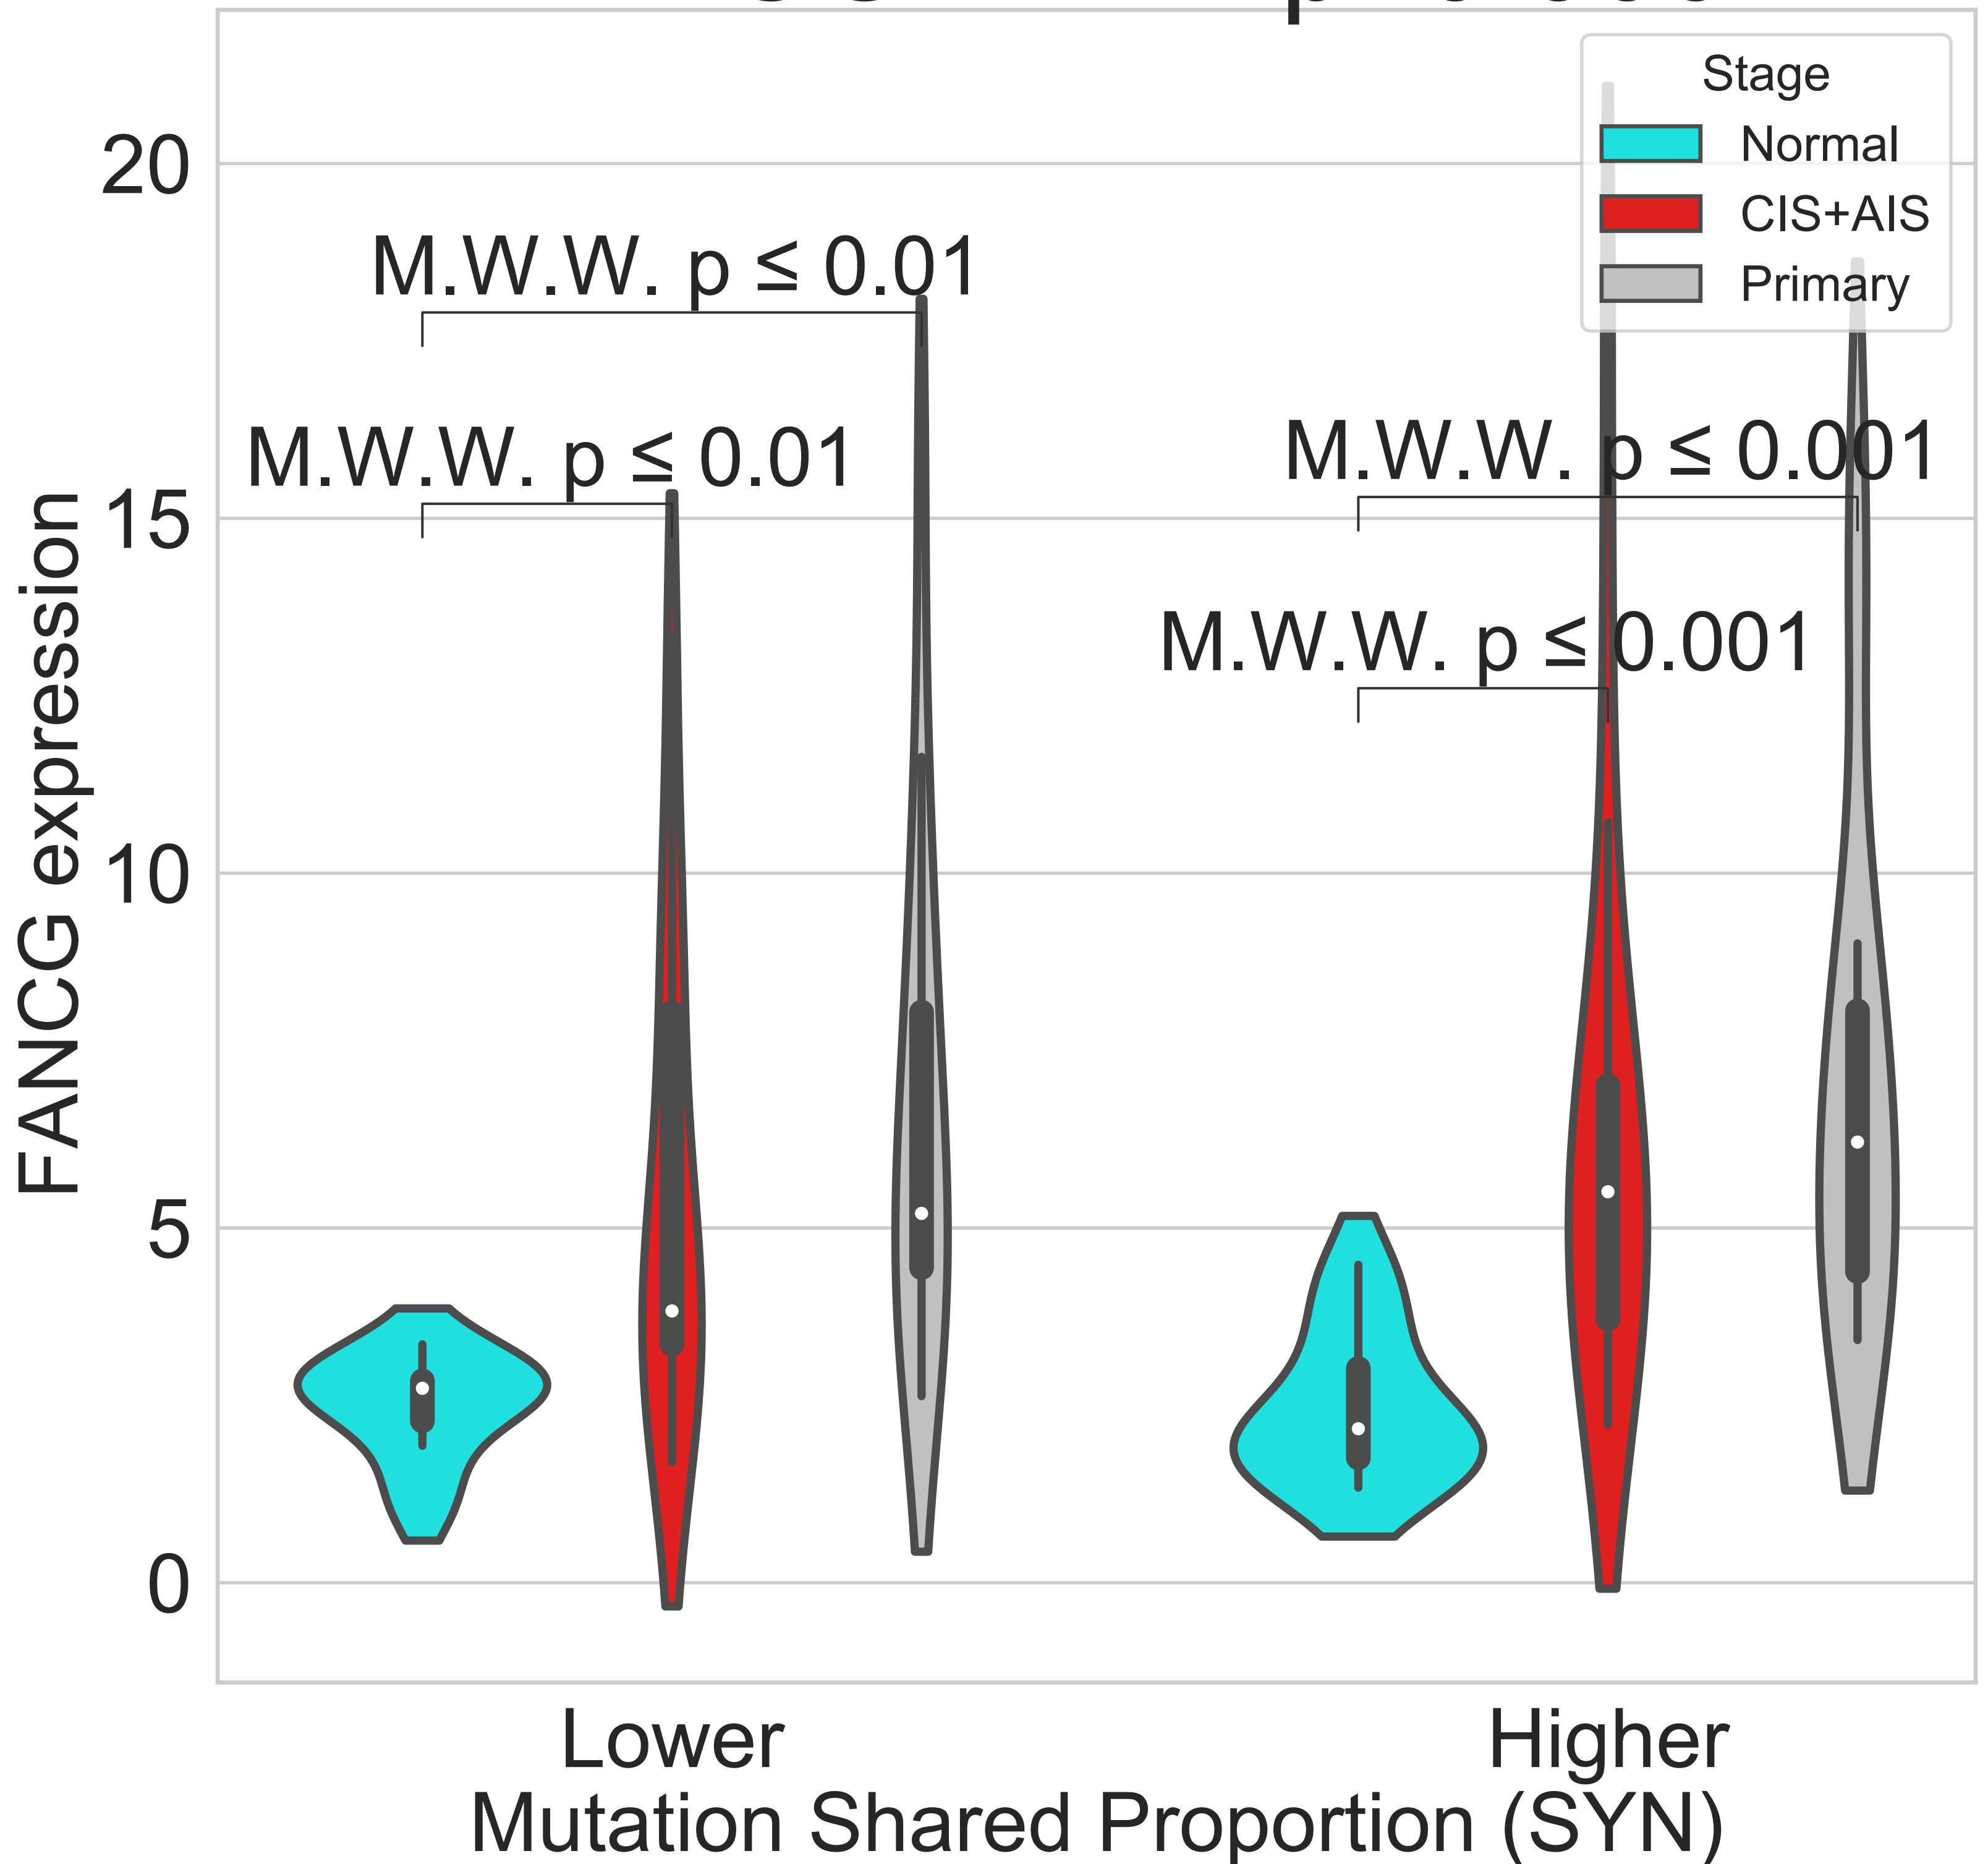 Stage
Normal
CIS+AIS
Primary
M.W.W. p ≤ 0.01
M.W.W. p ≤ 0.01
M.W.W. p ≤ 0.001
M.W.W. p ≤ 0.001
20
15
10
5
0
FANCG expression
Lower
Higher
Mutation Shared Proportion (SYN)